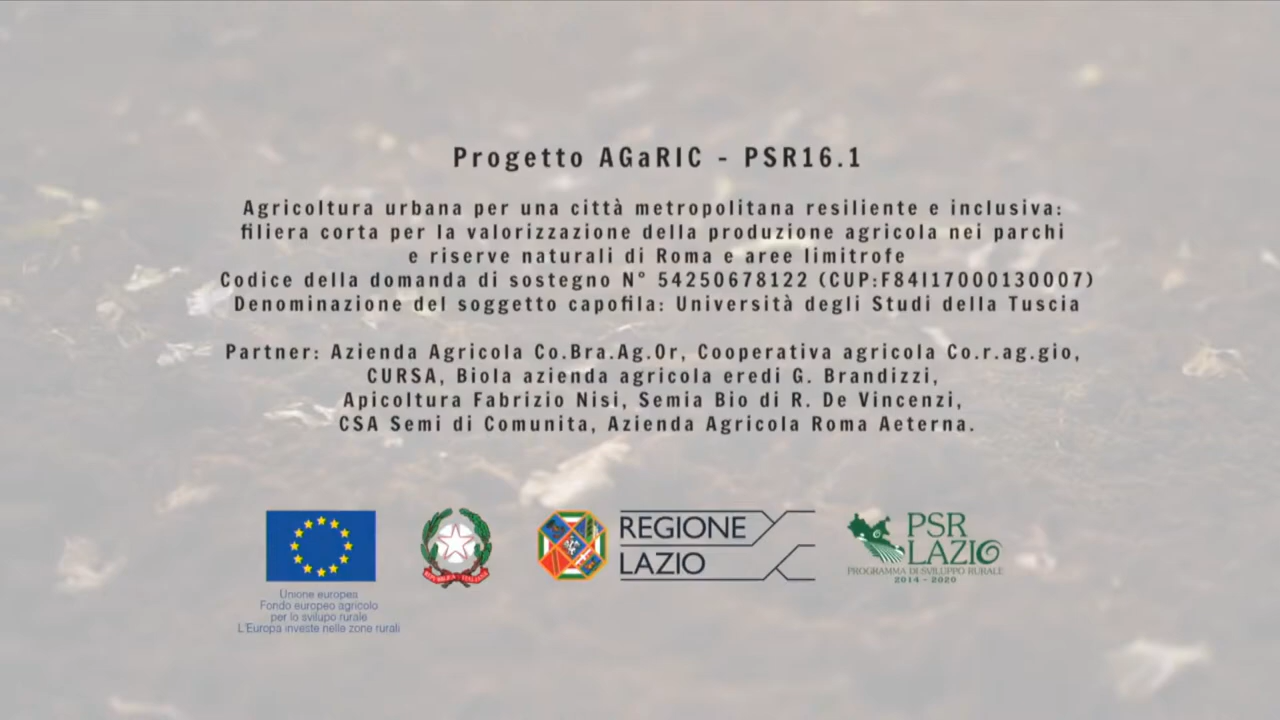 Progetto AGaRIC - PSR16.1
Agricoltura urbana per una città metropolitana resiliente e inclusiva:
filiera corta per la valorizzazione della produzione agricola nei parchi
e riserve naturali di Roma e aree limitrofe
Codice della domanda di sostegno N° 54250678122 (CUP:F84I17000130007)
Denominazione del soggetto capofila: Università degli Studi della Tuscia
Partner: Azienda Agricola Co.Bra.Ag.Or, Cooperativa agricola Co.r.ag.gio,
CURSA, Biola azienda agricola eredi G. Brandizzi,
Apicoltura Fabrizio Nisi, Semia Bio di R. De Vincenzi,
CSA Semi di Comunita, Azienda Agricola Roma Aeterna.
Unione europea
Fondo europeo agricolo
per lo svilupo rurale
L'Europa investe nelle zone rurali
REPVBBLICA ITALIANA
REGIONE
LAZIO
PSR
LAZIO
PROGRAMMA DI SVILUPPO RURALE
2014 - 2020